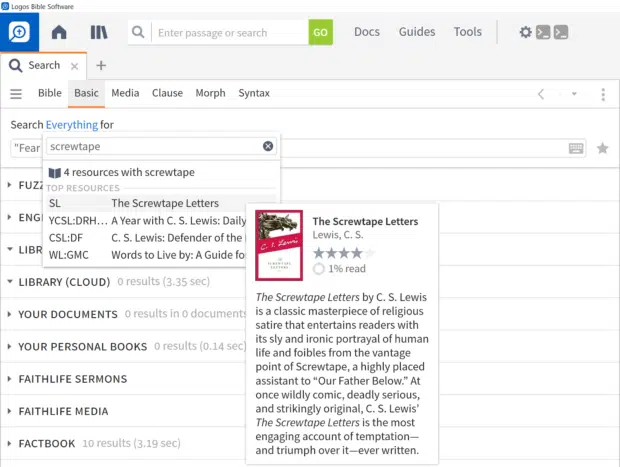 Logos Bible Software
Enter passage or search
GO
Docs
Guides
Tools
Search
Bible
Basic
Media
Clause
Morph
Syntax
Search Everything for
"Fear
screwtape
4 resources with screwtape
TOP RESOURCES
SL The Screwtape Letters
YCSL:DRH... A Year with C. S. Lewis: Daily
CSL:DF C. S. Lewis: Defender of the
WL:GMC Words to Live by: A Guide fo
FUZZ
ENG
LIBR
LIBRARY (CLOUD) 0 results (3.35 sec)
YOUR DOCUMENTS 0 results in 0 documents
YOUR PERSONAL BOOKS 0 results (0.14 sec)
FAITHLIFE SERMONS
FAITHLIFE MEDIA
FACTBOOK 10 results (3.19 sec)
C. S. Lewis
SCREWTAPE
LETTERS
The Screwtape Letters
Lewis, C. S.
1% read
The Screwtape Letters by C. S. Lewis
is a classic masterpiece of religious
satire that entertains readers with
its sly and ironic portrayal of human
life and foibles from the vantage
point of Screwtape, a highly placed
assistant to “Our Father Below.” At
once wildly comic, deadly serious,
and strikingly original, C. S. Lewis’
The Screwtape Letters is the most
engaging account of temptation—
and triumph over it—ever written.